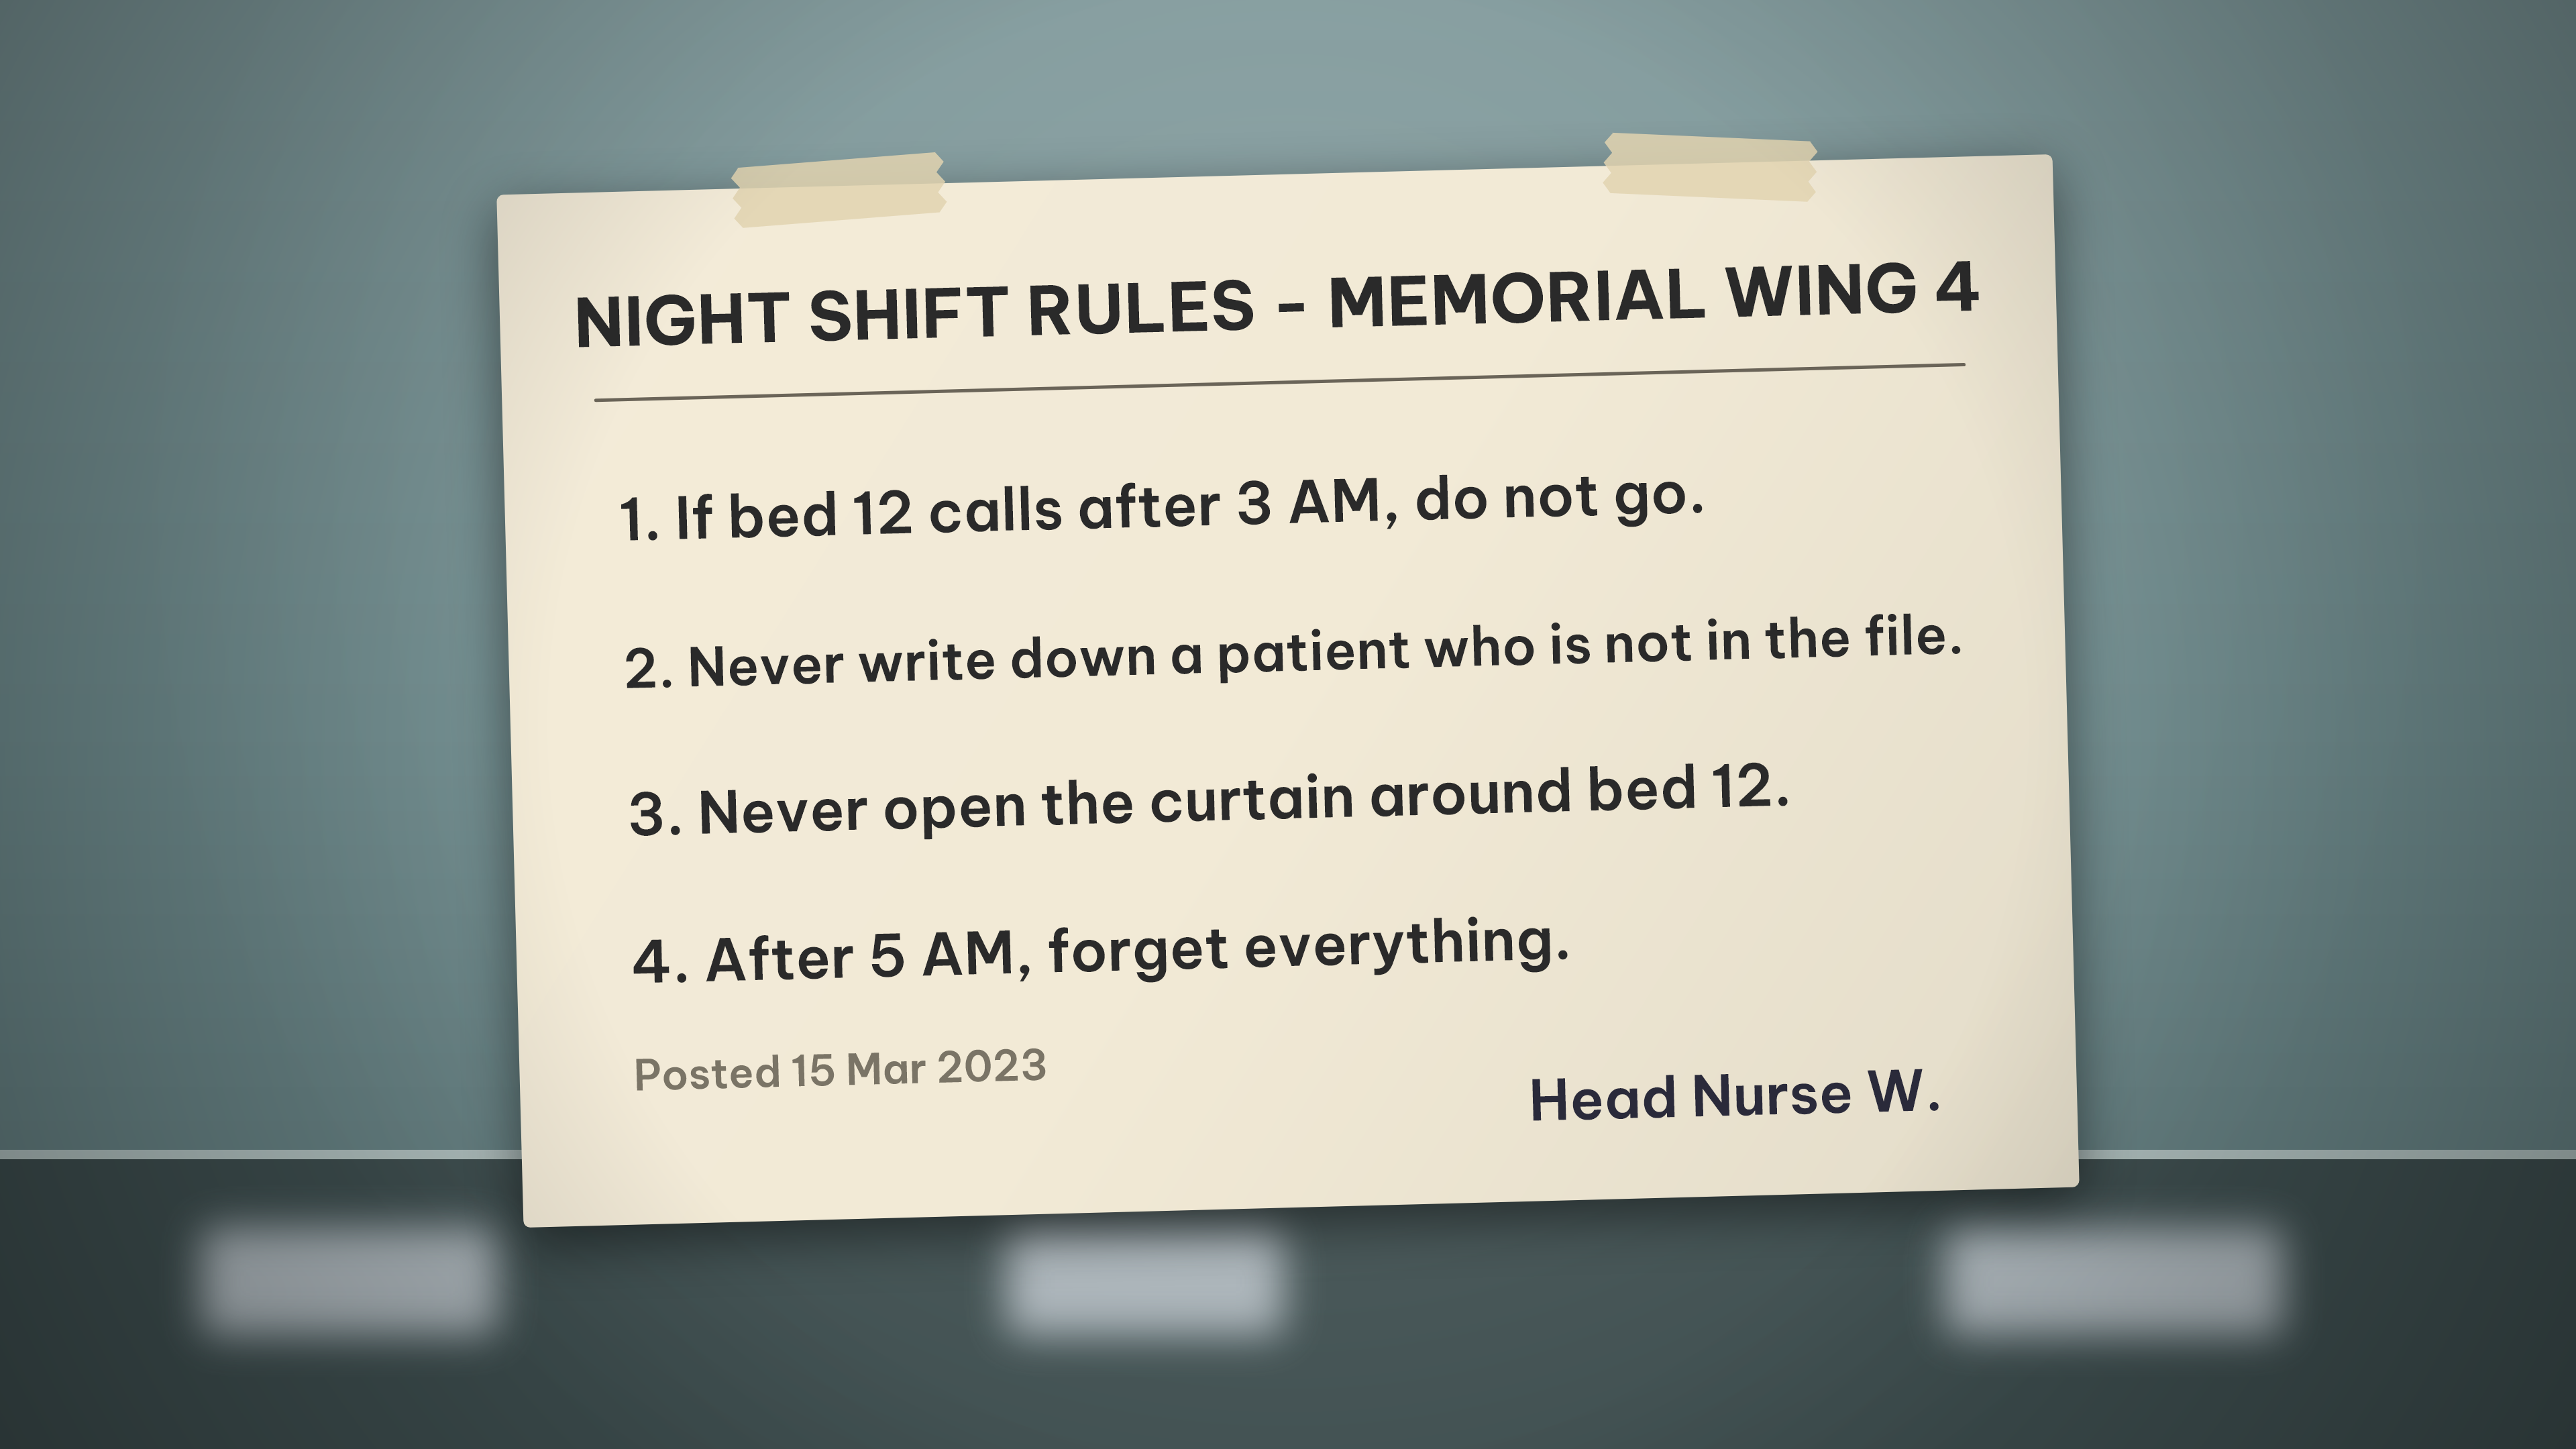 NIGHT SHIFT RULES - MEMORIAL WING 4
1. If bed 12 calls after 3 AM, do not go.
2. Never write down a patient who is not in the file.
3. Never open the curtain around bed 12.
4. After 5 AM, forget everything.
Posted 15 Mar 2023
Head Nurse W.